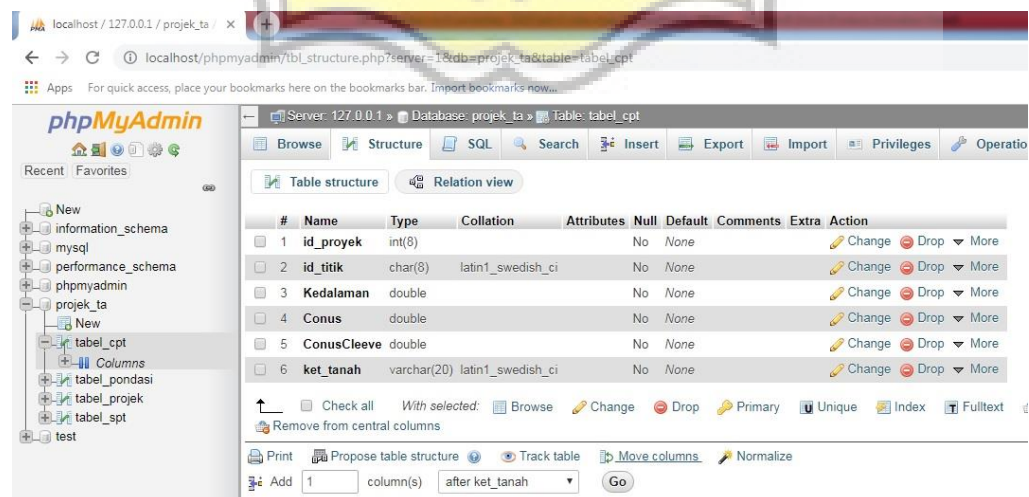 localhost / 127.0.0.1 / projek_ta /
localhost/phpmyadmin/tbl_structure.php?server=1&db=projek_ta&table=tabel_cpt
Apps For quick access, place your bookmarks here on the bookmarks bar. Import bookmarks now...
phpMyAdmin
Recent Favorites
New
information_schema
mysql
performance_schema
phpmyadmin
projek_ta
New
tabel_cpt
Columns
tabel_pondasi
tabel_projek
tabel_spt
test
Server: 127.0.0.1 » Database: projek_ta » Table: tabel_cpt
Browse Structure SQL Search Insert Export Import Privileges Operatio
Table structure Relation view
# Name Type Collation Attributes Null Default Comments Extra Action
1 id_proyek int(8) No None Change Drop More
2 id_titik char(8) latin1_swedish_ci No None Change Drop More
3 Kedalaman double No None Change Drop More
4 Conus double No None Change Drop More
5 ConusCleeve double No None Change Drop More
6 ket_tanah varchar(20) latin1_swedish_ci No None Change Drop More
Check all With selected: Browse Change Drop Primary Unique Index Fulltext
Remove from central columns
Print Propose table structure Track table Move columns Normalize
Add 1 column(s) after ket_tanah Go